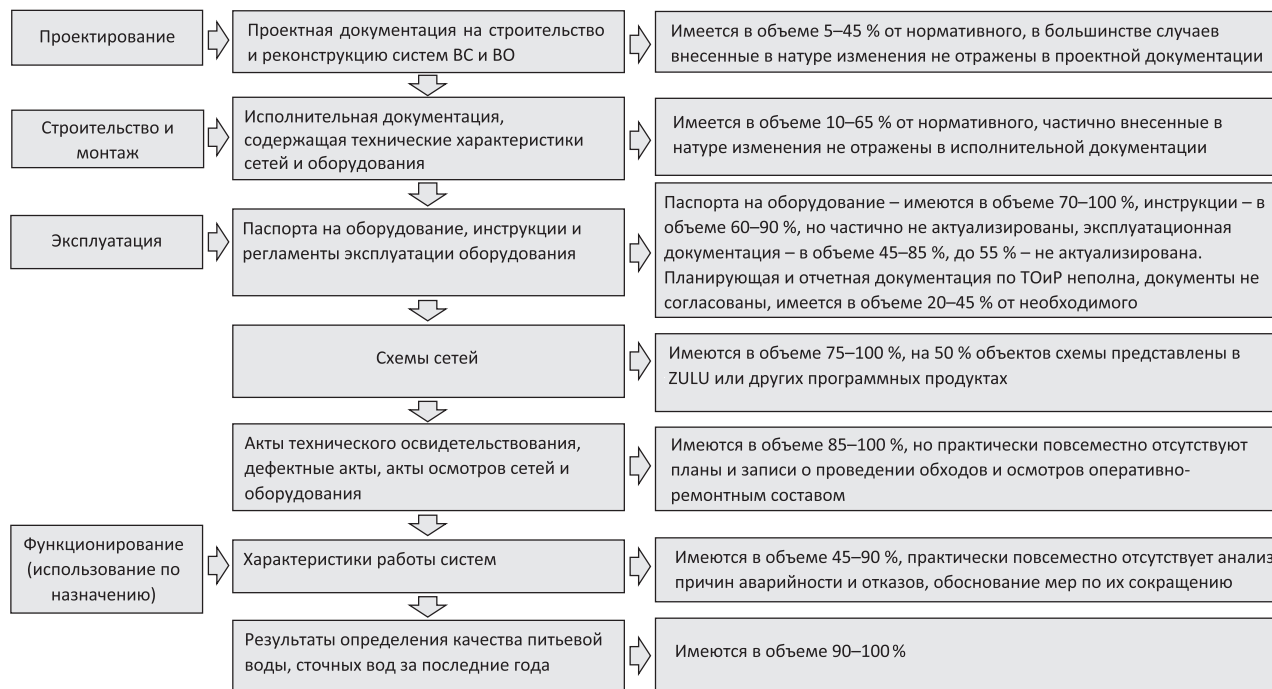 Проектирование
Проектная документация на строительство
и реконструкцию систем ВС и ВО
Имеется в объеме 5–45 % от нормативного, в большинстве случаев
внесенные в натуре изменения не отражены в проектной документации
Строительство и
монтаж
Исполнительная документация,
содержащая технические характеристики
сетей и оборудования
Имеется в объеме 10–65 % от нормативного, частично внесенные в
натуре изменения не отражены в исполнительной документации
Эксплуатация
Паспорта на оборудование, инструкции и
регламенты эксплуатации оборудования
Паспорта на оборудование – имеются в объеме 70–100 %, инструкции – в
объеме 60–90 %, но частично не актуализированы, эксплуатационная
документация – в объеме 45–85 %, до 55 % – не актуализирована.
Планирующая и отчетная документация по ТОиР неполна, документы не
согласованы, имеется в объеме 20–45 % от необходимого
Схемы сетей
Имеются в объеме 75–100 %, на 50 % объектов схемы представлены в
ZULU или других программных продуктах
Акты технического освидетельствования,
дефектные акты, акты осмотров сетей и
оборудования
Имеются в объеме 85–100 %, но практически повсеместно отсутствуют
планы и записи о проведении обходов и осмотров оперативно-
ремонтным составом
Функционирование
(использование по
назначению)
Характеристики работы систем
Имеются в объеме 45–90 %, практически повсеместно отсутствует анализ
причин аварийности и отказов, обоснование мер по их сокращению
Результаты определения качества питьевой
воды, сточных вод за последние года
Имеются в объеме 90–100 %